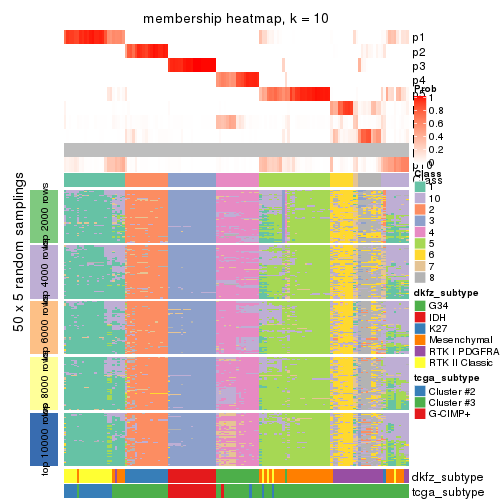 membership heatmap, k = 10
p1
p2
p3
p4
Prob
1
0.8
0.6
0.4
0.2
0
Class
Class
1
10
2
3
4
5
6
7
8
50 x 5 random samplings
top 2000 rows
top 4000 rows
top 6000 rows
top 8000 rows
top 10000 rows
dkfz_subtype
G34
IDH
K27
Mesenchymal
RTK I PDGFRA
RTK II Classic
tcga_subtype
Cluster #2
Cluster #3
G-CIMP+
dkfz_subtype
tcga_subtype